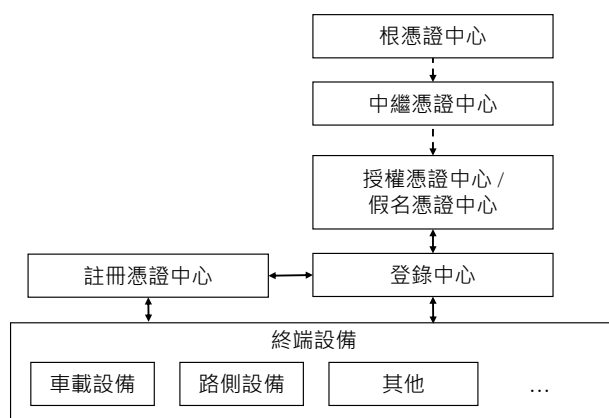 根憑證中心
中繼憑證中心
授權憑證中心 /
假名憑證中心
註冊憑證中心
登錄中心
終端設備
車載設備
路側設備
其他
…